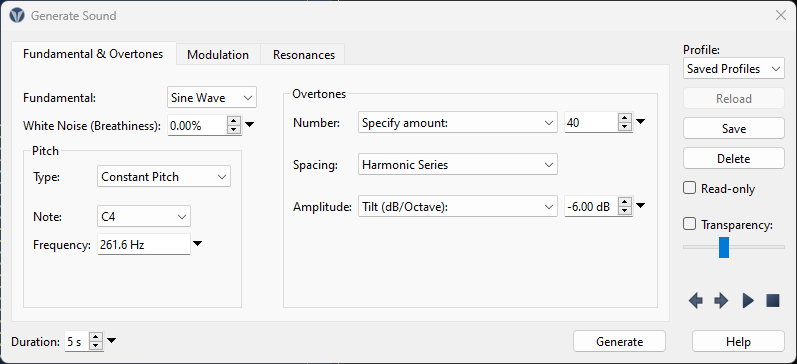 Generate Sound
Fundamental & Overtones Modulation Resonances
Fundamental: Sine Wave
White Noise (Breathiness): 0.00%
Pitch
Type: Constant Pitch
Note: C4
Frequency: 261.6 Hz
Overtones
Number: Specify amount: 40
Spacing: Harmonic Series
Amplitude: Tilt (dB/Octave): -6.00 dB
Profile:
Saved Profiles
Reload
Save
Delete
Read-only
Transparency:
Duration: 5 s
Generate
Help